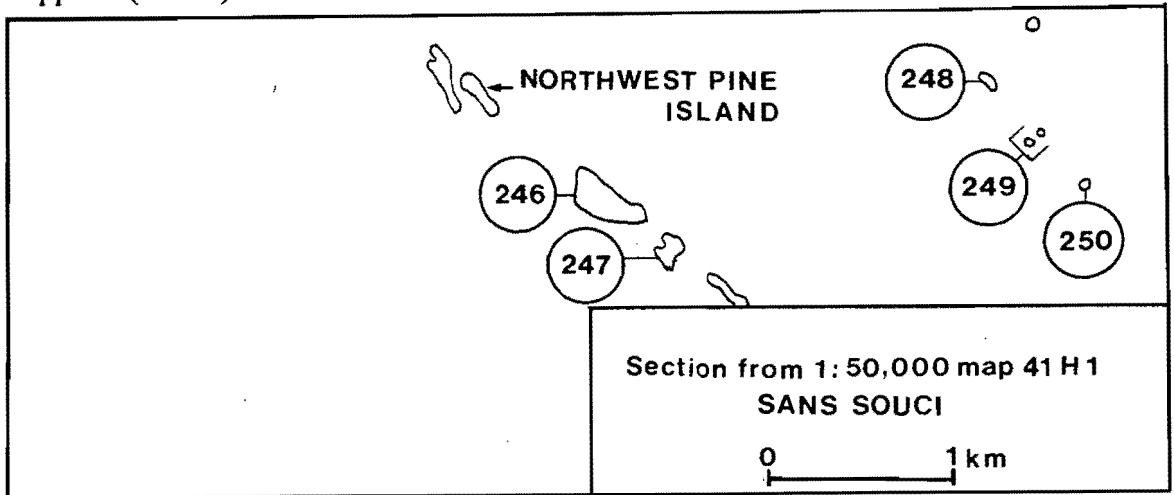 NORTHWEST PINE
ISLAND
248
246
249
247
250
Section from 1:50,000 map 41 H 1
SANS SOUCI
0 1 km